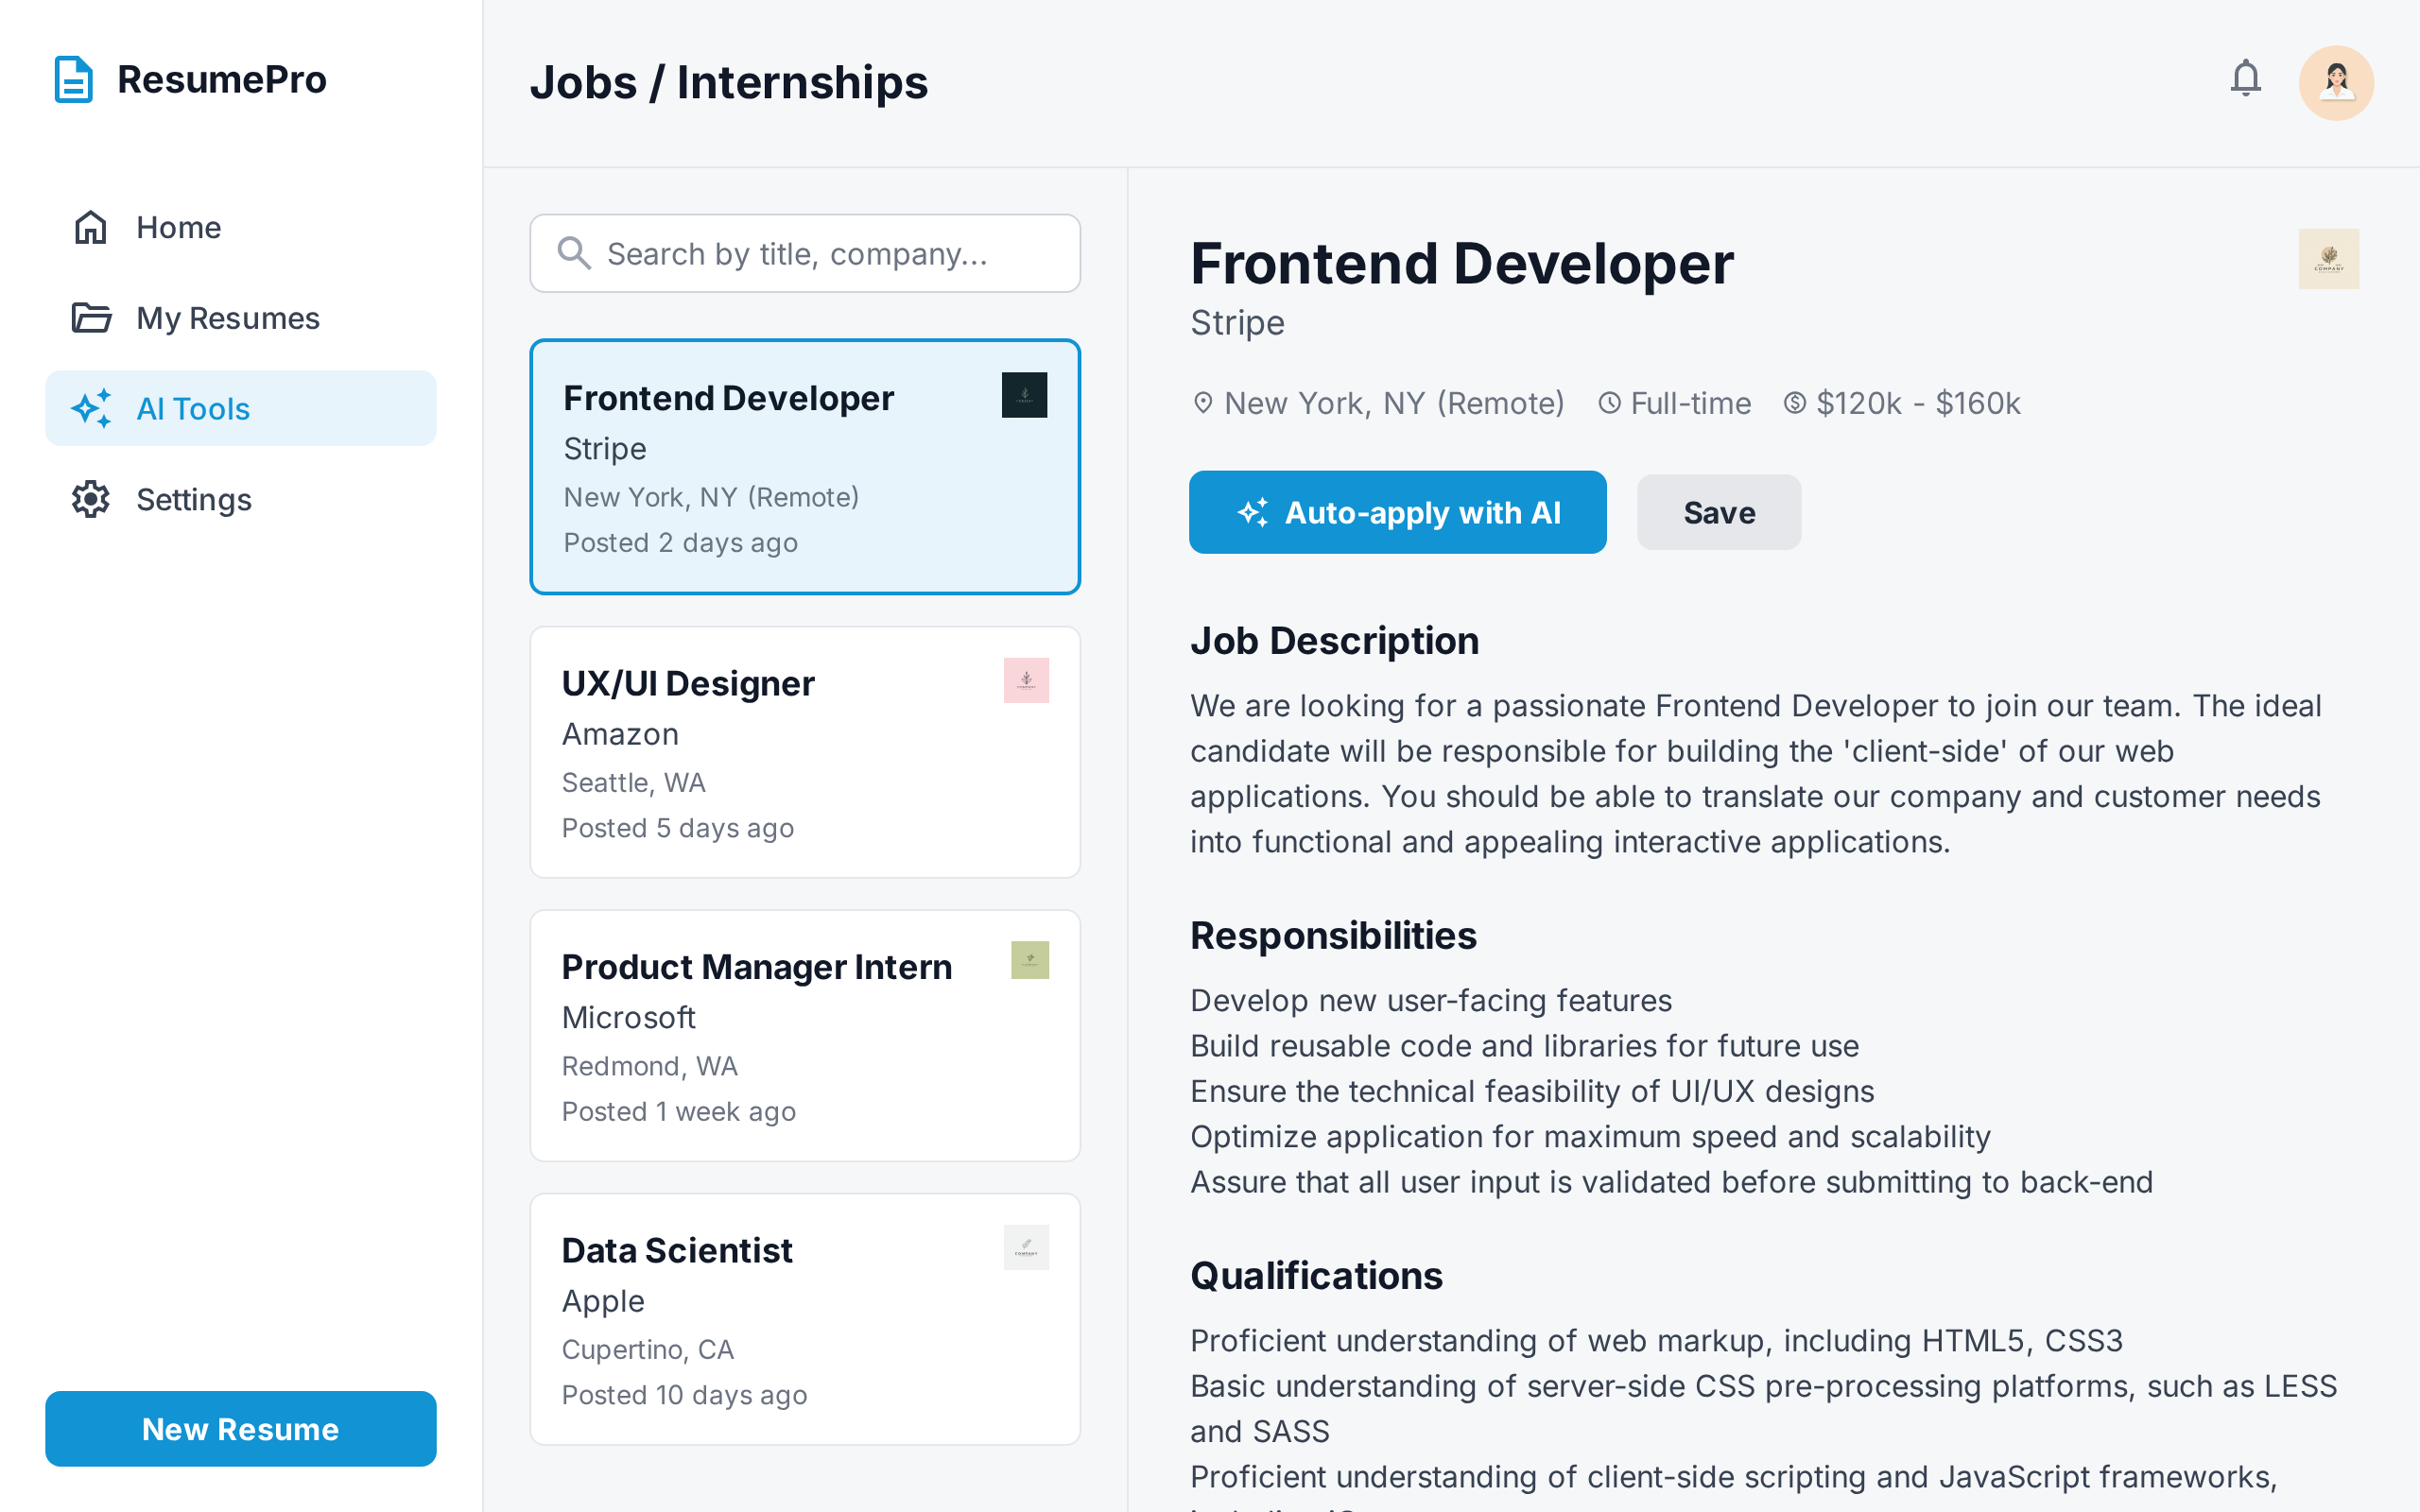 ResumePro
Home
My Resumes
AI Tools
Settings
New Resume
Jobs / Internships
Search by title, company...
Frontend Developer
Stripe
New York, NY (Remote)
Posted 2 days ago
UX/UI Designer
Amazon
Seattle, WA
Posted 5 days ago
Product Manager Intern
Microsoft
Redmond, WA
Posted 1 week ago
Data Scientist
Apple
Cupertino, CA
Posted 10 days ago
Frontend Developer
COMPANY
Stripe
New York, NY (Remote) Full-time $120k - $160k
Auto-apply with AI Save
Job Description
We are looking for a passionate Frontend Developer to join our team. The ideal
candidate will be responsible for building the 'client-side' of our web
applications. You should be able to translate our company and customer needs
into functional and appealing interactive applications.
Responsibilities
Develop new user-facing features
Build reusable code and libraries for future use
Ensure the technical feasibility of UI/UX designs
Optimize application for maximum speed and scalability
Assure that all user input is validated before submitting to back-end
Qualifications
Proficient understanding of web markup, including HTML5, CSS3
Basic understanding of server-side CSS pre-processing platforms, such as LESS
and SASS
Proficient understanding of client-side scripting and JavaScript frameworks,